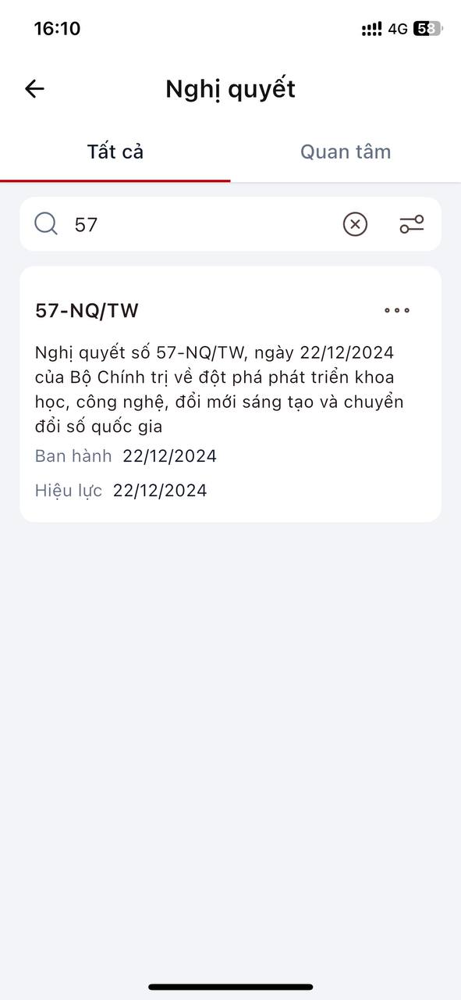 16:10 4G 58
Nghị quyết
Tất cả Quan tâm
57
57-NQ/TW
Nghị quyết số 57-NQ/TW, ngày 22/12/2024
của Bộ Chính trị về đột phá phát triển khoa
học, công nghệ, đổi mới sáng tạo và chuyển
đổi số quốc gia
Ban hành 22/12/2024
Hiệu lực 22/12/2024